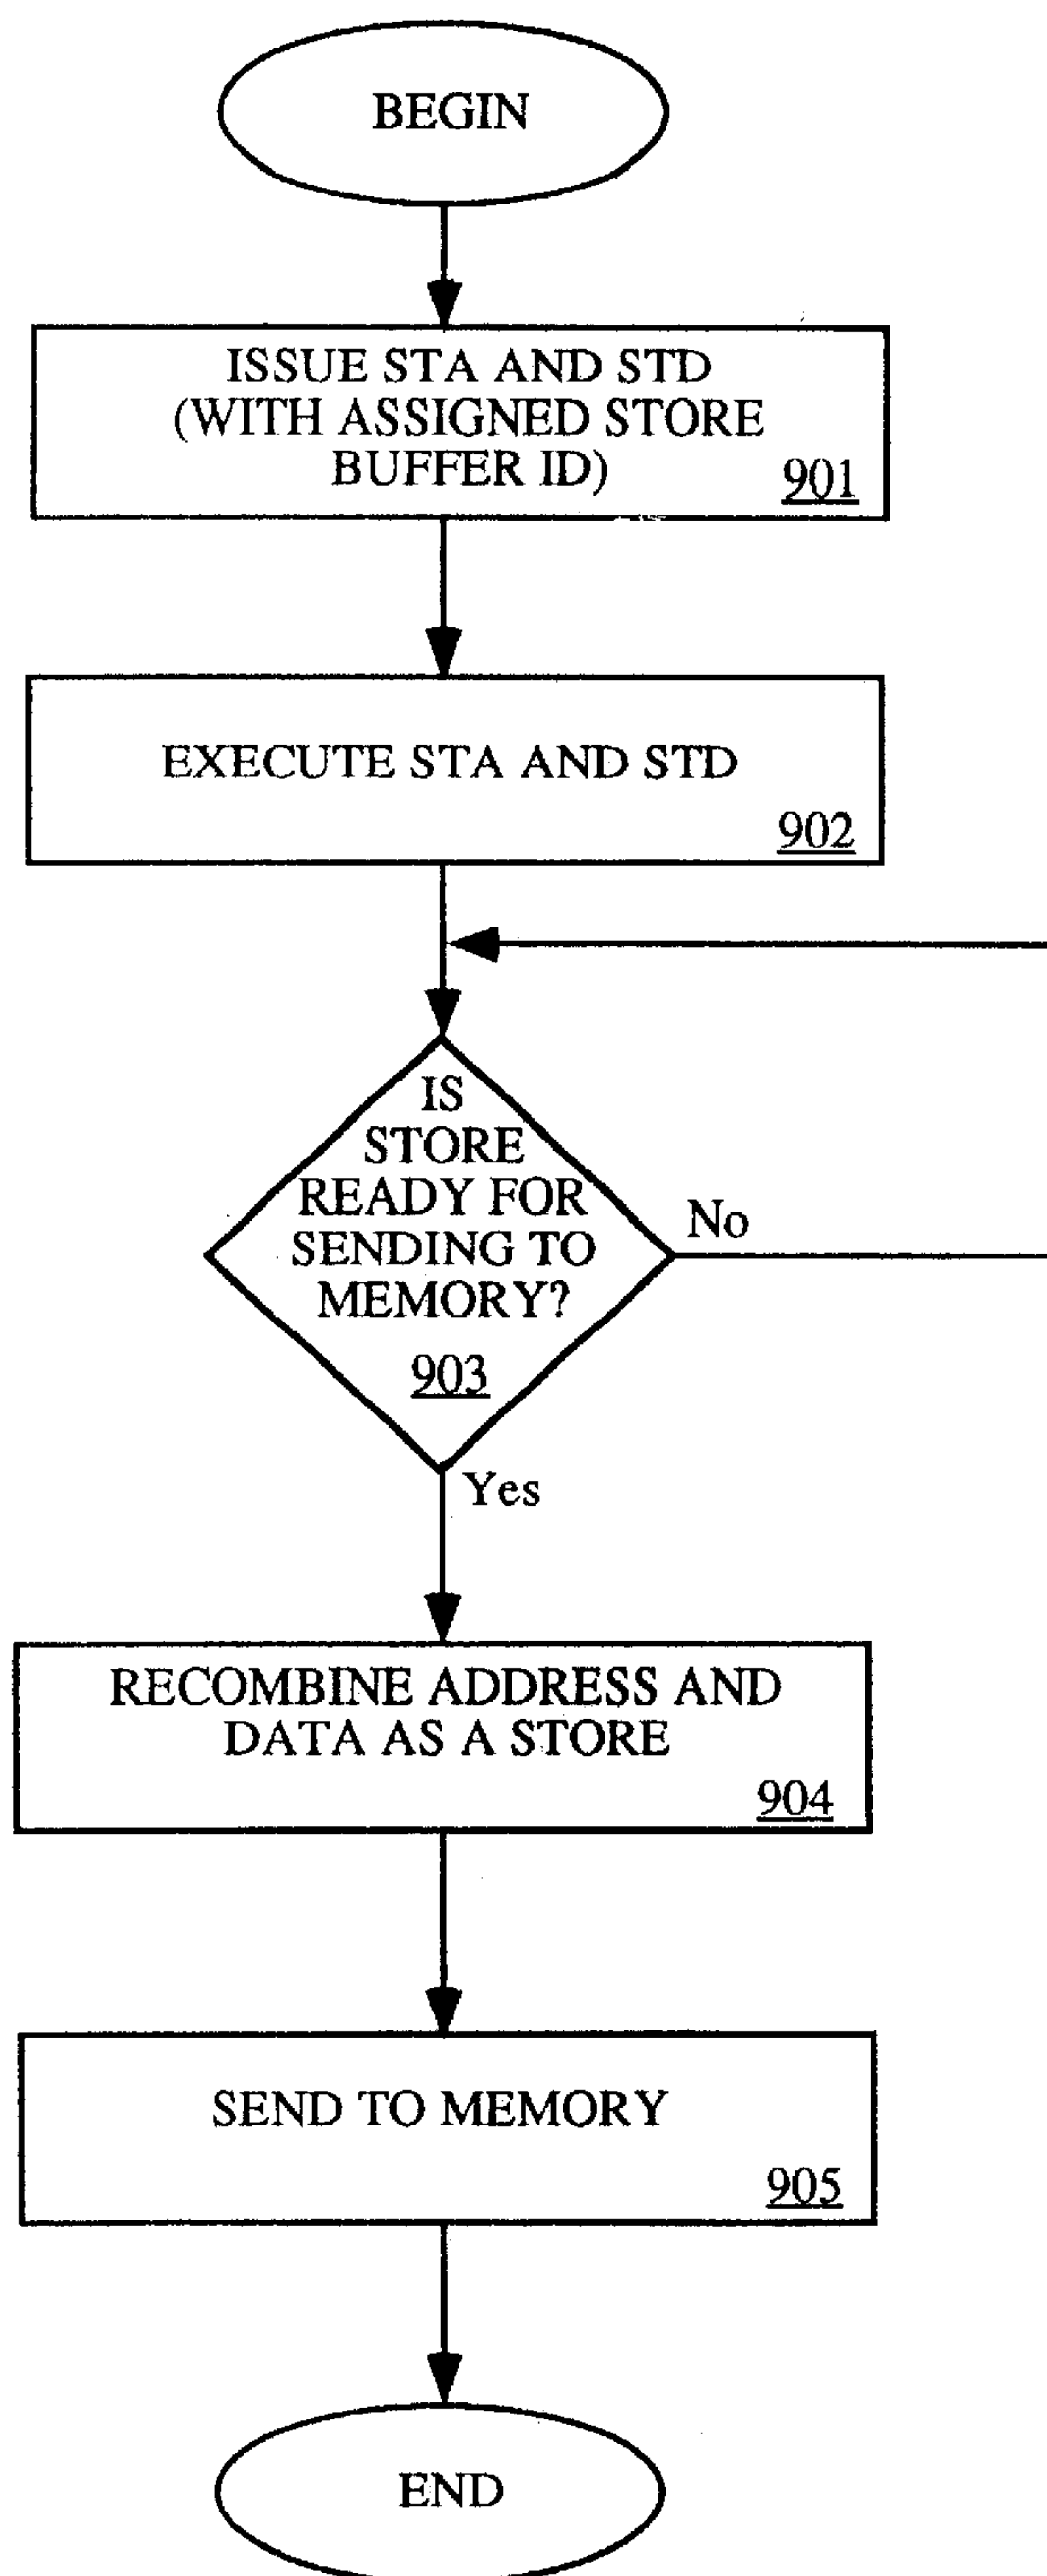 BEGIN
ISSUE STA AND STD
(WITH ASSIGNED STORE
BUFFER ID)
901
EXECUTE STA AND STD
902
IS
STORE
READY FOR
SENDING TO
MEMORY?
903
No
Yes
RECOMBINE ADDRESS AND
DATA AS A STORE
904
SEND TO MEMORY
905
END